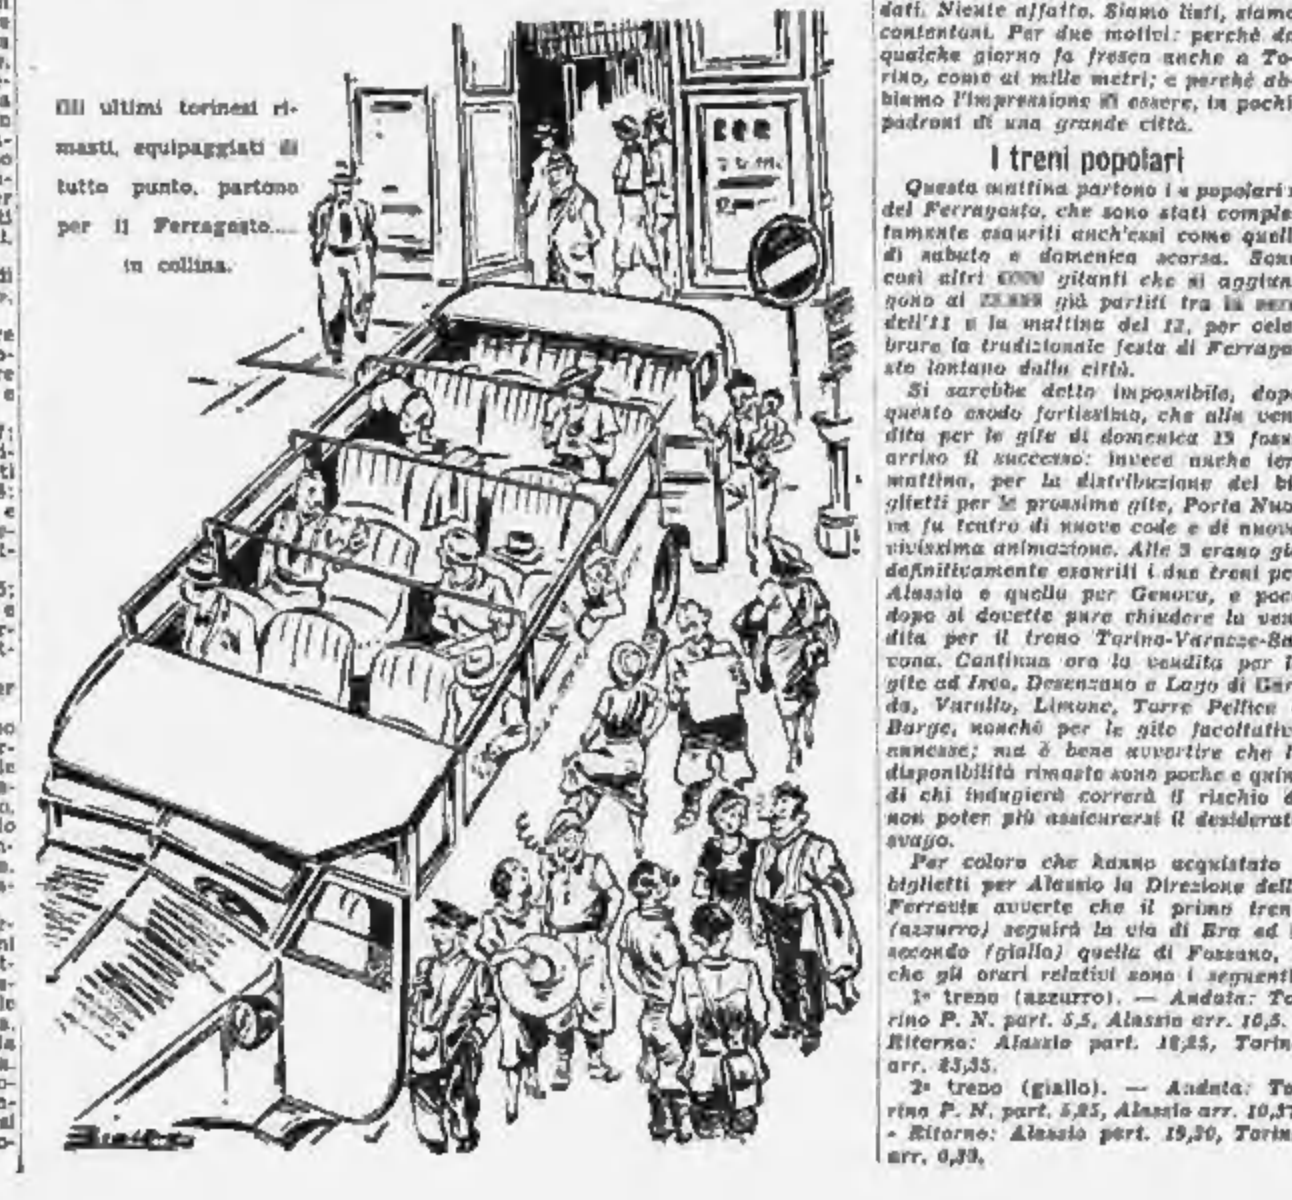 Gli ultimi torinesi ri-
masti, equipaggiati di
tutto punto, partono
per il Ferragosto....
in collina.
dati. Niente affatto. Siamo lieti, siamo
contentoni. Per due motivi: perchè da
qualche giorno fa fresco anche a To-
rino, come ai mille metri; e perchè ab-
biamo l'impressione di essere, in pochi
padroni di una grande città.
I treni popolari
Questa mattina partono i « popolari »
del Ferragosto, che sono stati comple-
tamente esauriti anch'essi come quelli
di sabato e domenica scorsa. Sono
così altri gitanti che si aggiun
gono ai già partiti tra la sera
dell'11 e la mattina del 12, per cele
brare la tradizionale festa di Ferrago
sto lontano dalla città.
Si sarebbe detto impossibile, dopo
questo esodo fortissimo, che alla ven
dita per le gite di domenica 19 fosse
arriso il successo: invece anche ieri
mattina, per la distribuzione dei bi
glietti per le prossime gite, Porta Nuo
va fu teatro di nuove code e di nuova
vivissima animazione. Alle 9 erano già
definitivamente esauriti i due treni per
Alassio e quello per Genova, e poco
dopo si dovette pure chiudere la ven
dita per il treno Torino-Varazze-Sa
vona. Continua ora la vendita per le
gite ad Iseo, Desenzano e Lago di Gar
da, Varallo, Limone, Torre Pellice e
Barge, nonchè per le gite facoltative
annesse; ma è bene avvertire che le
disponibilità rimaste sono poche e quin
di chi indugierà correrà il rischio di
non poter più assicurarsi il desiderato
svago.
Per coloro che hanno acquistato i
biglietti per Alassio la Direzione delle
Ferrovie avverte che il primo treno
(azzurro) seguirà la via di Bra ed il
secondo (giallo) quella di Fossano, e
che gli orari relativi sono i seguenti:
1° treno (azzurro). — Andata: To
rino P. N. part. 5,5, Alassio arr. 10,5.
Ritorno: Alassio part. 18,25, Torino
arr. 23,35.
2° treno (giallo). — Andata: To
rino P. N. part. 5,25, Alassio arr. 10,37
- Ritorno: Alassio part. 19,30, Torino
arr.